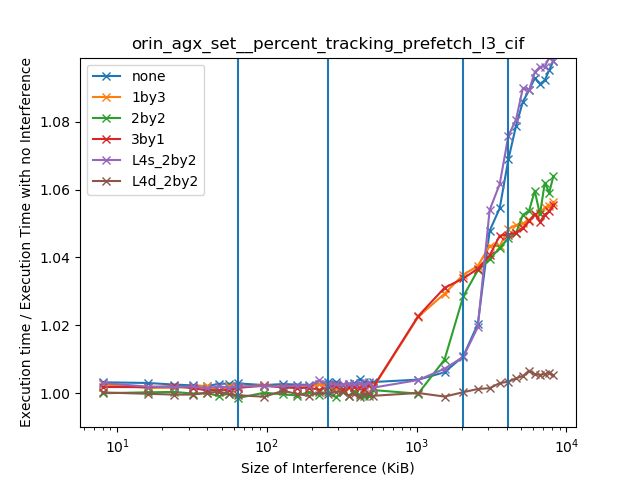 orin_agx_set__percent_tracking_prefetch_l3_cif
Execution time / Execution Time with no Interference
1.08
1.06
1.04
1.02
1.00
none
1by3
2by2
3by1
L4s_2by2
L4d_2by2
10¹
10²
10³
10⁴
Size of Interference (KiB)